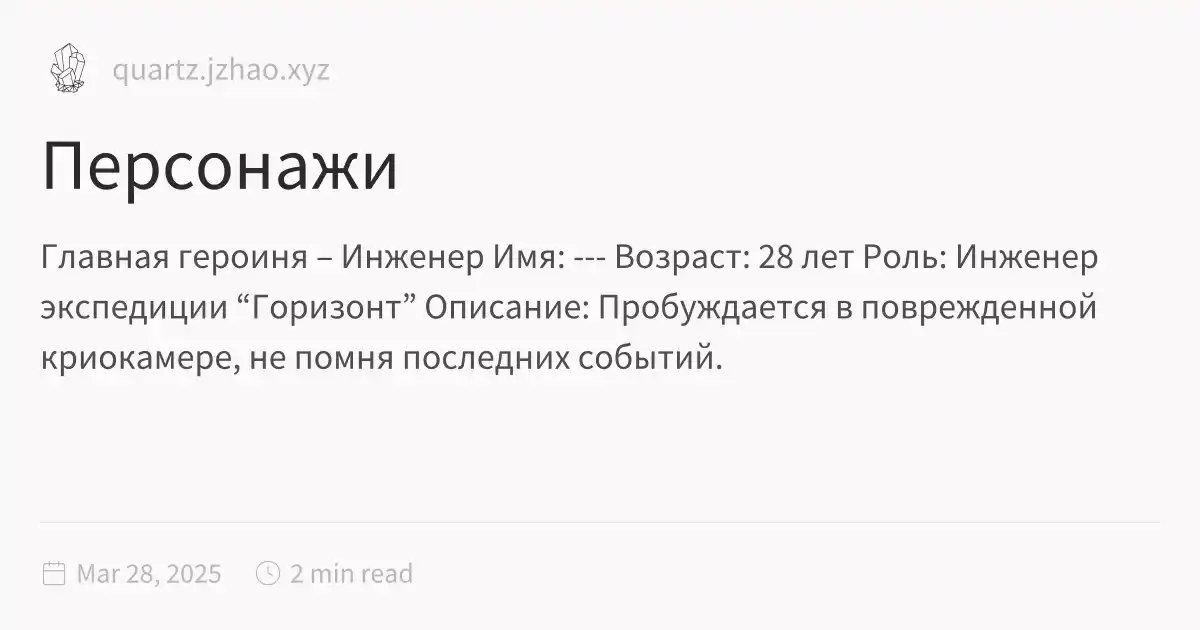 quartz.jzhao.xyz
Персонажи
Главная героиня – Инженер Имя: --- Возраст: 28 лет Роль: Инженер
экспедиции “Горизонт” Описание: Пробуждается в поврежденной
криокамере, не помня последних событий.
Mar 28, 2025 2 min read